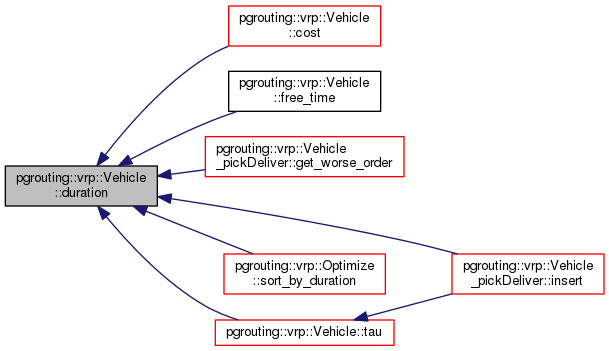 pgrouting::vrp::Vehicle
::cost
pgrouting::vrp::Vehicle
::free_time
pgrouting::vrp::Vehicle
_pickDeliver::get_worse_order
pgrouting::vrp::Vehicle
::duration
pgrouting::vrp::Optimize
::sort_by_duration
pgrouting::vrp::Vehicle
_pickDeliver::insert
pgrouting::vrp::Vehicle::tau